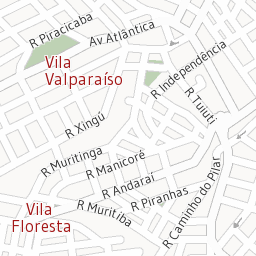 R Piracicaba
Av Atlântica
Vila
Valparaíso
R Independência
R Tuiuti
R Xingú
R Muritinga
R Manicoré
R Andaraí
R Piranhas
R Muritiba
R Caminho do Pilar
Vila
Floresta